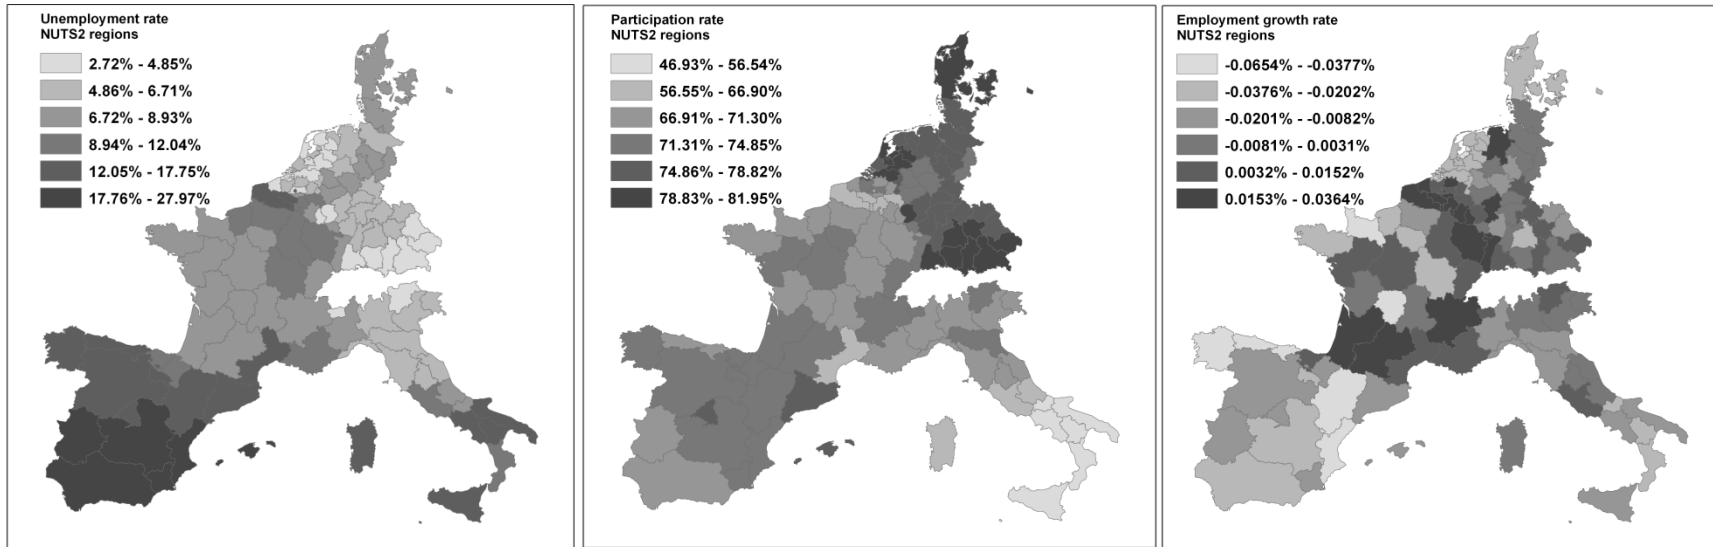 Unemployment rate
NUTS2 regions
2.72% - 4.85%
4.86% - 6.71%
6.72% - 8.93%
8.94% - 12.04%
12.05% - 17.75%
17.76% - 27.97%
Participation rate
NUTS2 regions
46.93% - 56.54%
56.55% - 66.90%
66.91% - 71.30%
71.31% - 74.85%
74.86% - 78.82%
78.83% - 81.95%
Employment growth rate
NUTS2 regions
-0.0654% - -0.0377%
-0.0376% - -0.0202%
-0.0201% - -0.0082%
-0.0081% - 0.0031%
0.0032% - 0.0152%
0.0153% - 0.0364%